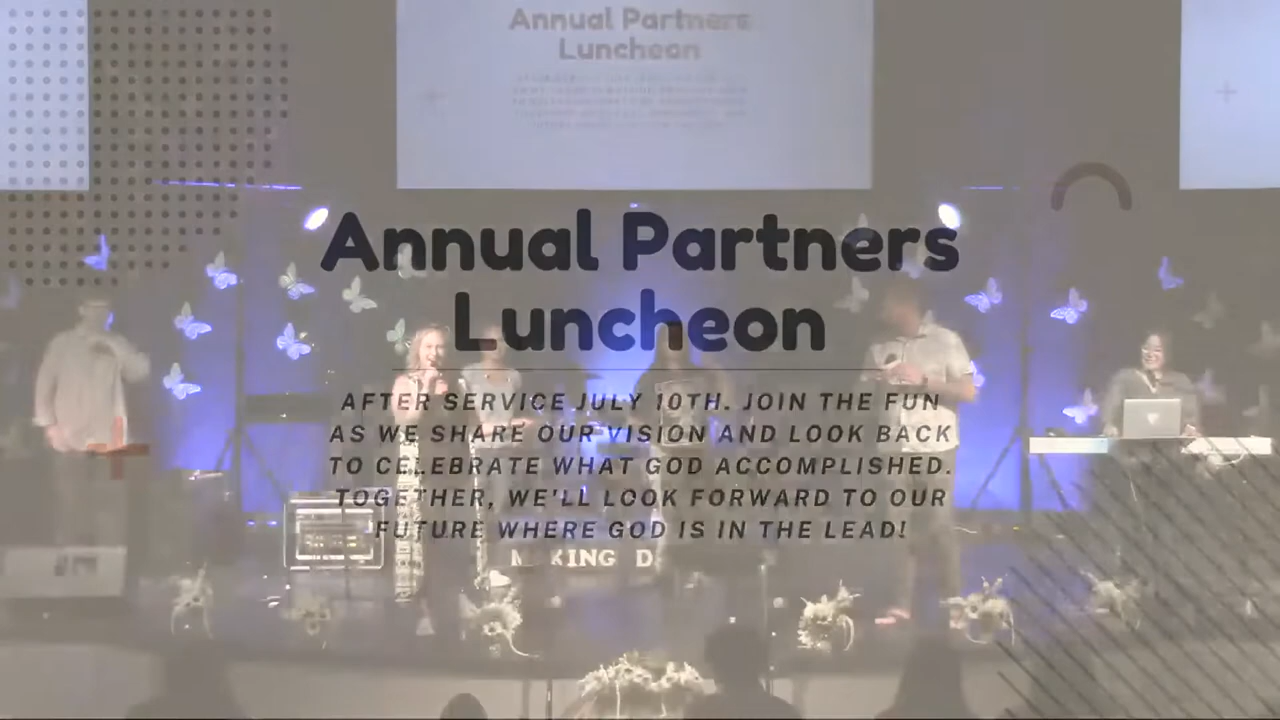 Annual Partners
Luncheon
Annual Partners
Luncheon
AFTER SERVICE JULY 10TH. JOIN THE FUN
AS WE SHARE OUR VISION AND LOOK BACK
TO CELEBRATE WHAT GOD ACCOMPLISHED.
TOGETHER, WE'LL LOOK FORWARD TO OUR
FUTURE WHERE GOD IS IN THE LEAD!